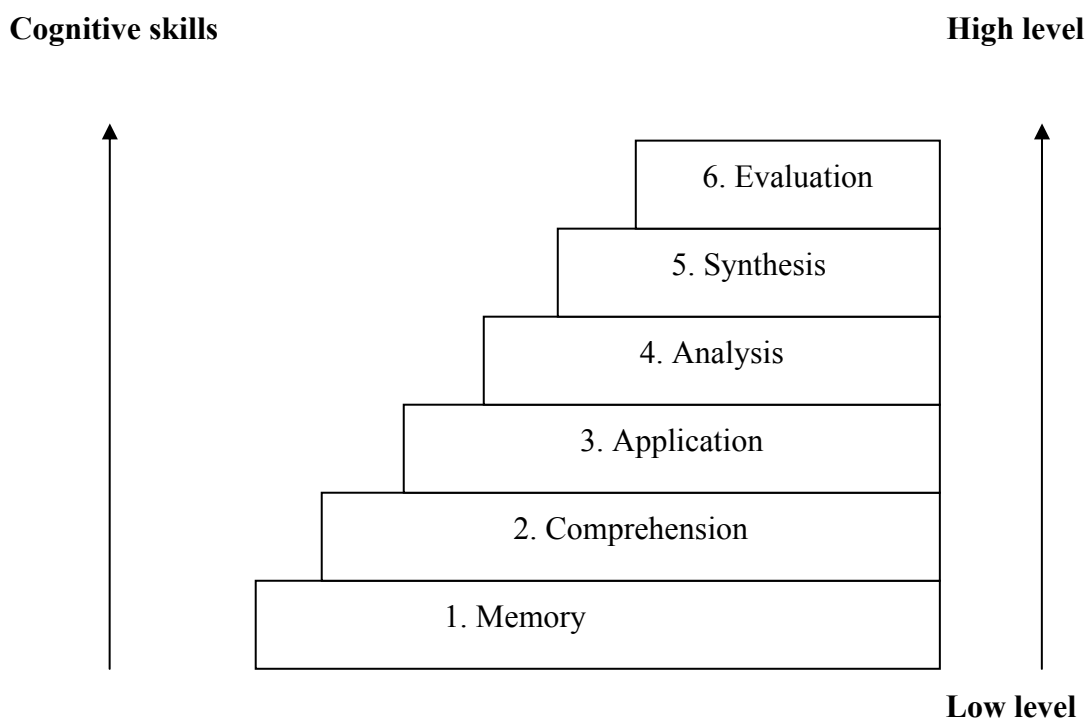 Cognitive skills
High level
6. Evaluation
5. Synthesis
4. Analysis
3. Application
2. Comprehension
1. Memory
Low level